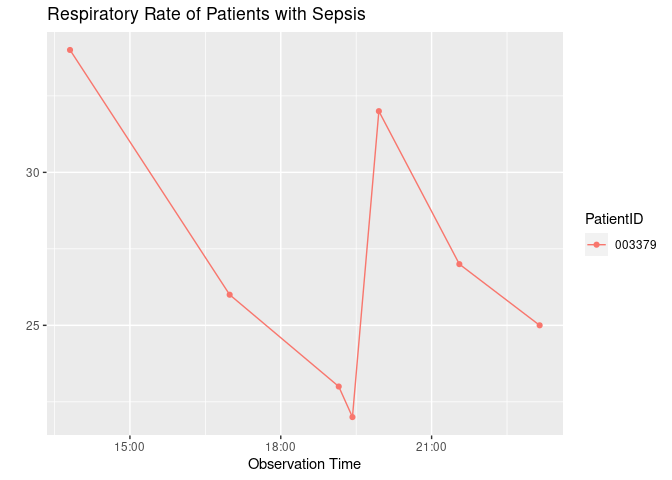 Respiratory Rate of Patients with Sepsis
30
25
15:00 18:00 21:00
Observation Time
PatientID
003379